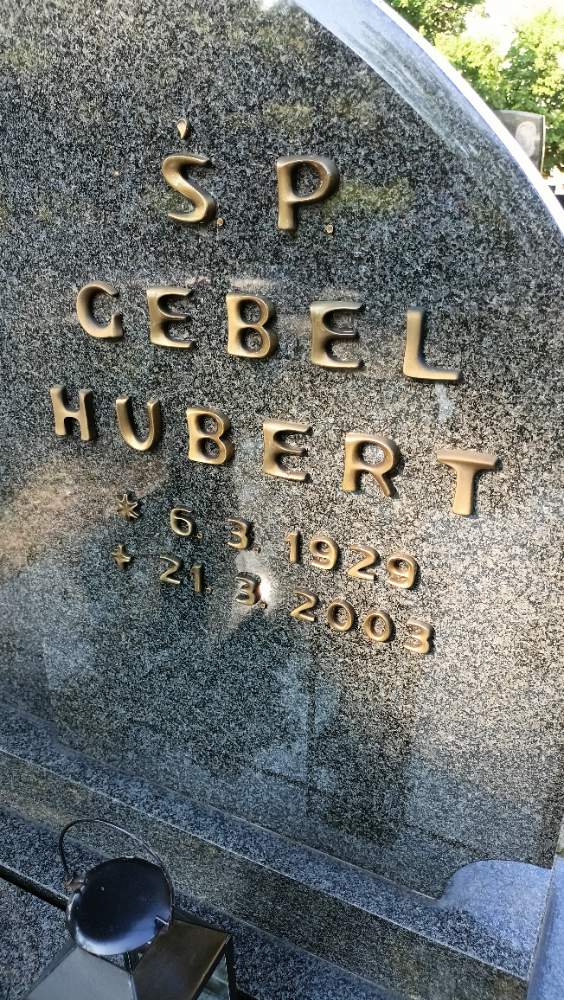 Ś. P.
GEBEL
HUBERT
* 6. 3. 1929
+ 21. 3. 2003